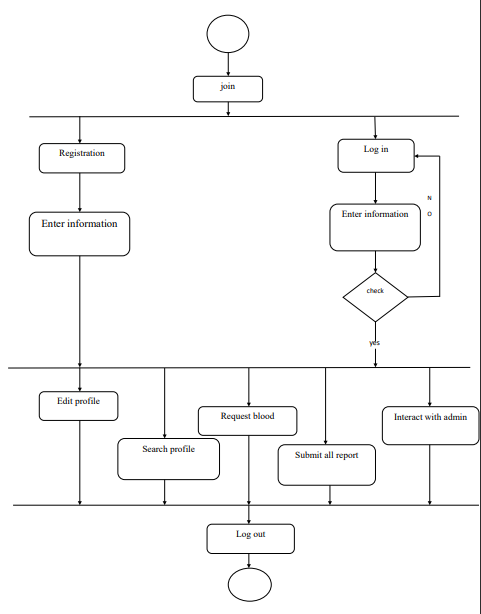 join
Registration
Log in
Enter information
Enter information
N
O
check
yes
Edit profile
Request blood
Interact with admin
Search profile
Submit all report
Log out